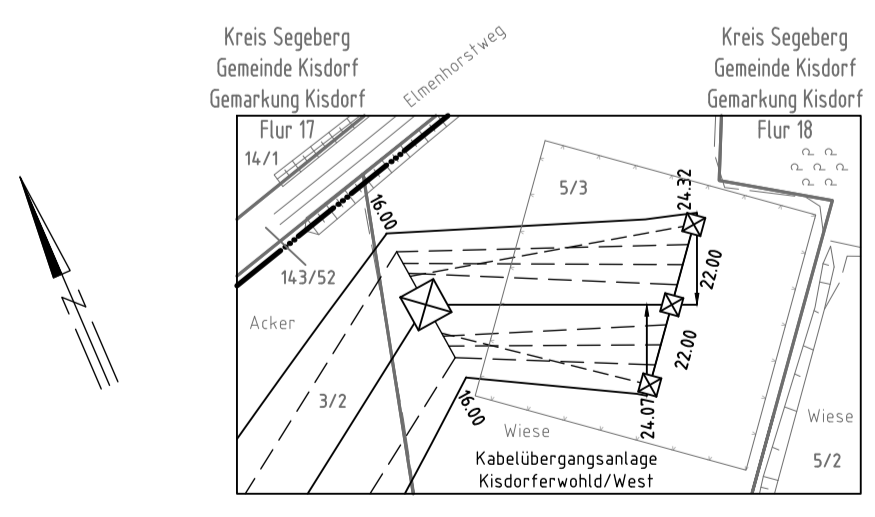 Kreis Segeberg
Gemeinde Kisdorf
Gemarkung Kisdorf
Flur 17
Elmenhorstweg
Kreis Segeberg
Gemeinde Kisdorf
Gemarkung Kisdorf
Flur 18
14/1
16.00
5/3
24.32
22.00
143/52
N
Acker
22.00
3/2
16.00
24.07
Wiese
Wiese
5/2
Kabelübergangsanlage
Kisdorferwohld/West